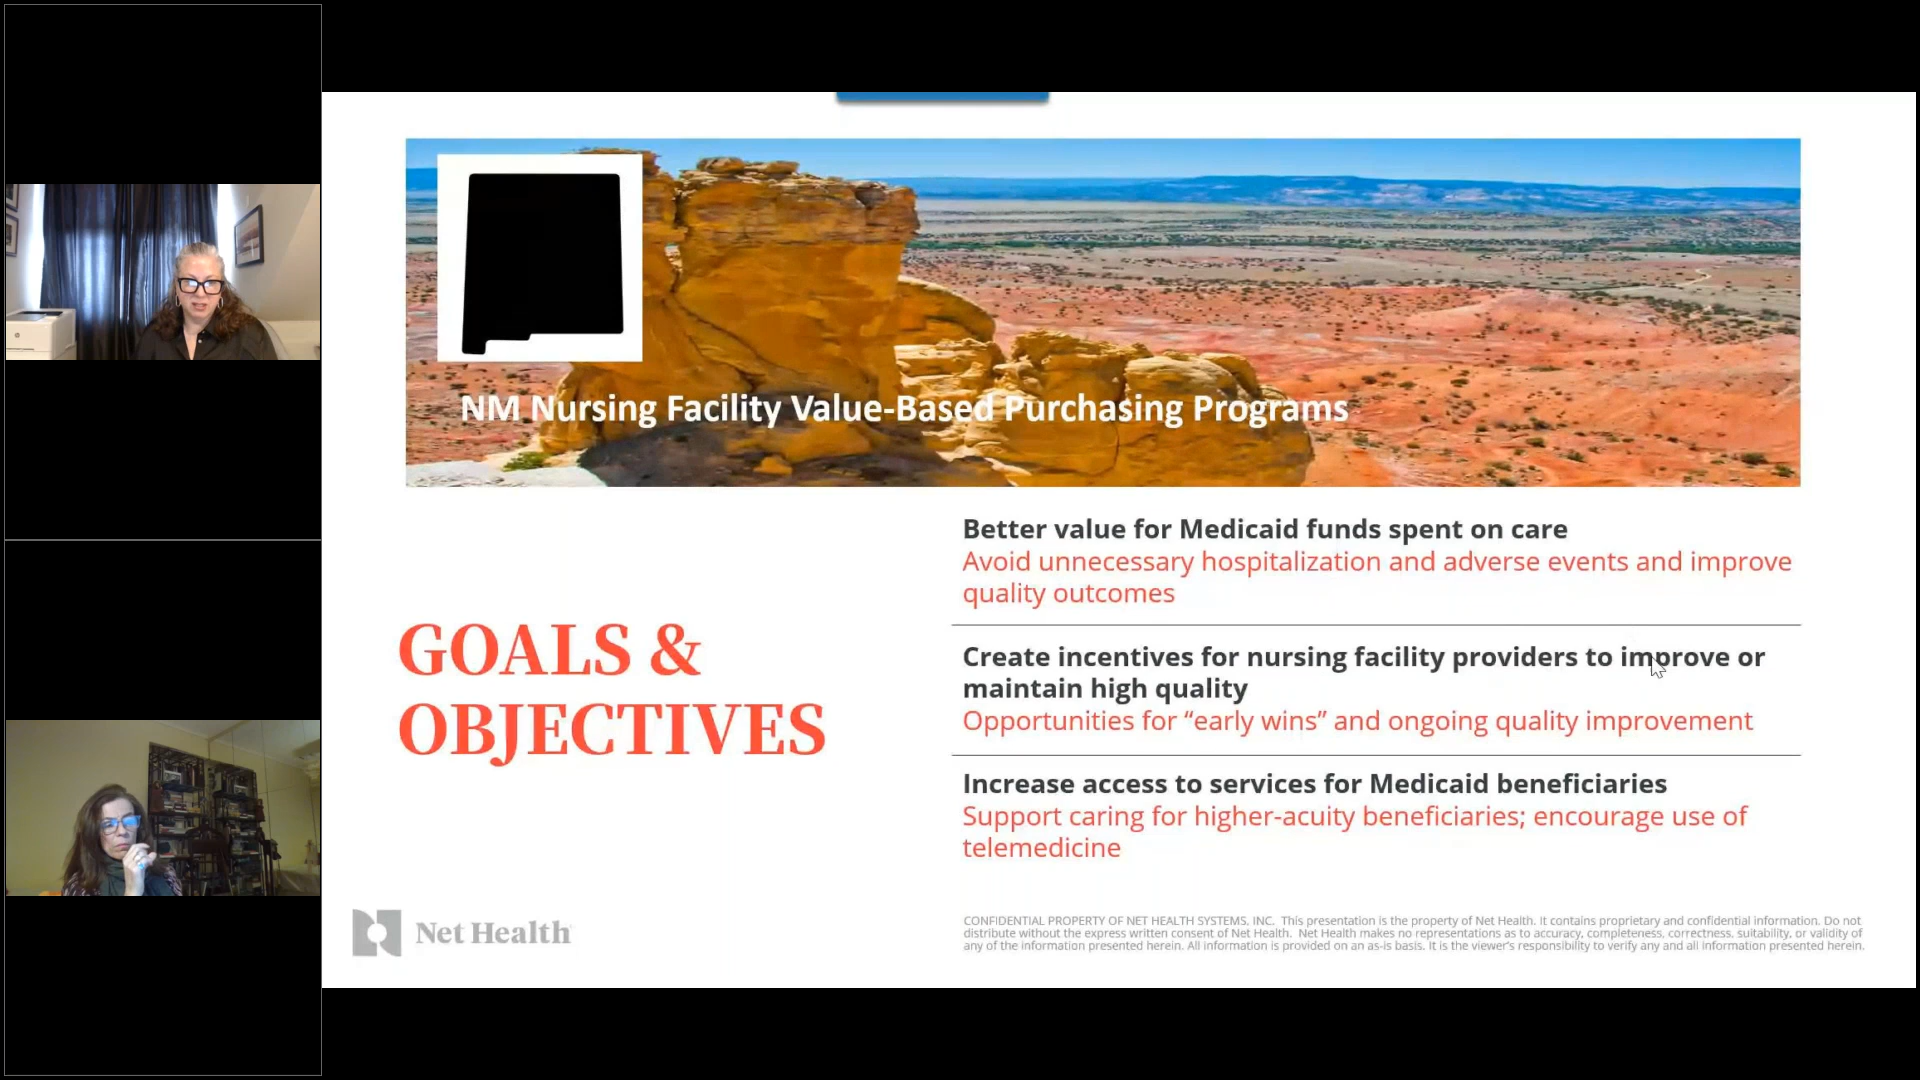 NM Nursing Facility Value-Based Purchasing Programs
GOALS &
OBJECTIVES
Better value for Medicaid funds spent on care
Avoid unnecessary hospitalization and adverse events and improve
quality outcomes
Create incentives for nursing facility providers to improve or
maintain high quality
Opportunities for “early wins” and ongoing quality improvement
Increase access to services for Medicaid beneficiaries
Support caring for higher-acuity beneficiaries; encourage use of
telemedicine
Net Health
CONFIDENTIAL PROPERTY OF NET HEALTH SYSTEMS, INC. This presentation is the property of Net Health. It contains proprietary and confidential information. Do not
distribute without the express written consent of Net Health. Net Health makes no representations as to accuracy, completeness, correctness, suitability, or validity of
any of the information presented herein. All information is provided on an as-is basis. It is the viewer’s responsibility to verify any and all information presented herein.